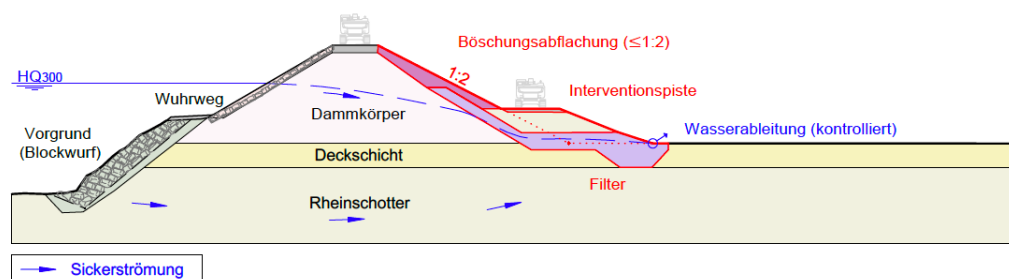 Böschungsabflachung (≤1:2)
HQ300
1:2
Interventionspiste
Wuhrweg
Dammkörper
Vorgrund
(Blockwurf)
Wasserableitung (kontrolliert)
Deckschicht
Filter
Rheinschotter
Sickerströmung